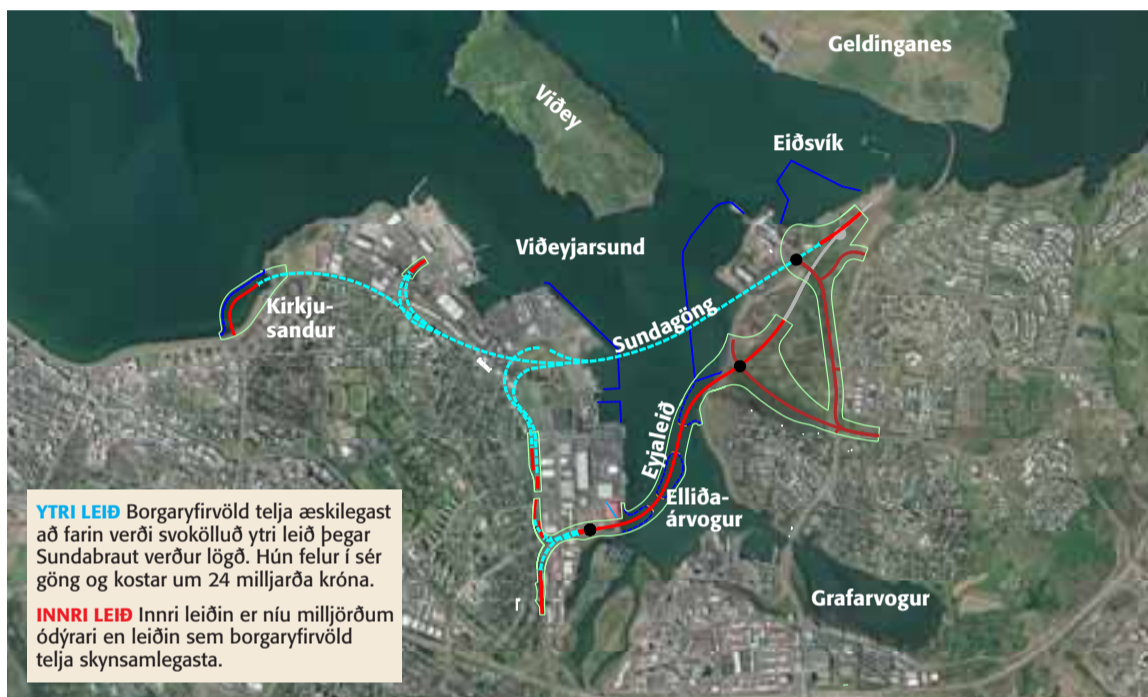 Geldinganes
Viðey
Eiðsvík
Viðeyjarsund
Kirkju-
sandur
Sundagöng
Eyjaleið
Elliða-
árvogur
Grafarvogur
YTRI LEIÐ Borgaryfirvöld telja æskilegast
að farin verði svokölluð ytri leið þegar
Sundabraut verður lögð. Hún felur í sér
göng og kostar um 24 milljarða króna.
INNRI LEIÐ Innri leiðin er níu milljörðum
ódýrari en leiðin sem borgaryfirvöld
telja skynsamlegasta.